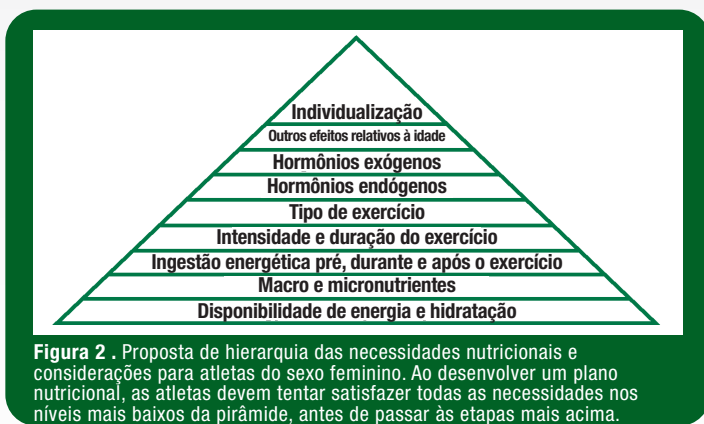 Individualização
Outros efeitos relativos à idade
Hormônios exógenos
Hormônios endógenos
Tipo de exercício
Intensidade e duração do exercício
Ingestão energética pré, durante e após o exercício
Macro e micronutrientes
Disponibilidade de energia e hidratação
Figura 2 . Proposta de hierarquia das necessidades nutricionais e
considerações para atletas do sexo feminino. Ao desenvolver um plano
nutricional, as atletas devem tentar satisfazer todas as necessidades nos
níveis mais baixos da pirâmide, antes de passar às etapas mais acima.